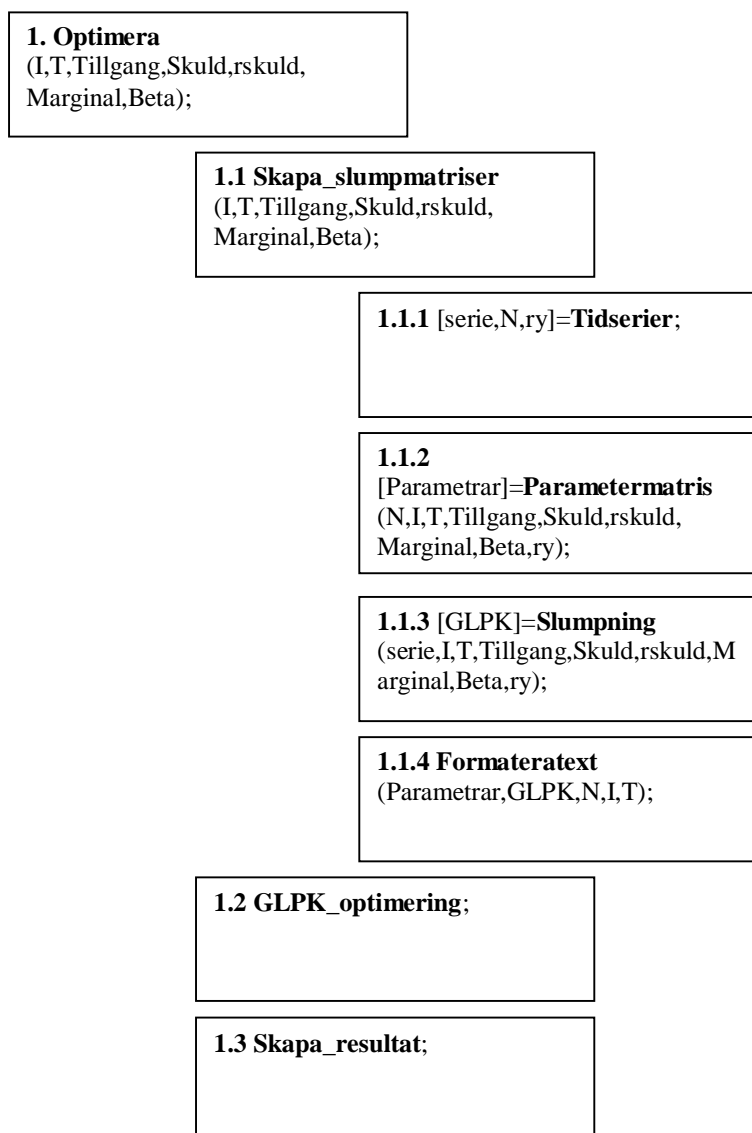 1. Optimera
(I,T,Tillgang,Skuld,rskuld,
Marginal,Beta);
1.1 Skapa_slumpmatriser
(I,T,Tillgang,Skuld,rskuld,
Marginal,Beta);
1.1.1 [serie,N,ry]=Tidserier;
1.1.2
[Parametrar]=Parametermatris
(N,I,T,Tillgang,Skuld,rskuld,
Marginal,Beta,ry);
1.1.3 [GLPK]=Slumpning
(serie,I,T,Tillgang,Skuld,rskuld,M
arginal,Beta,ry);
1.1.4 Formateratext
(Parametrar,GLPK,N,I,T);
1.2 GLPK_optimering;
1.3 Skapa_resultat;